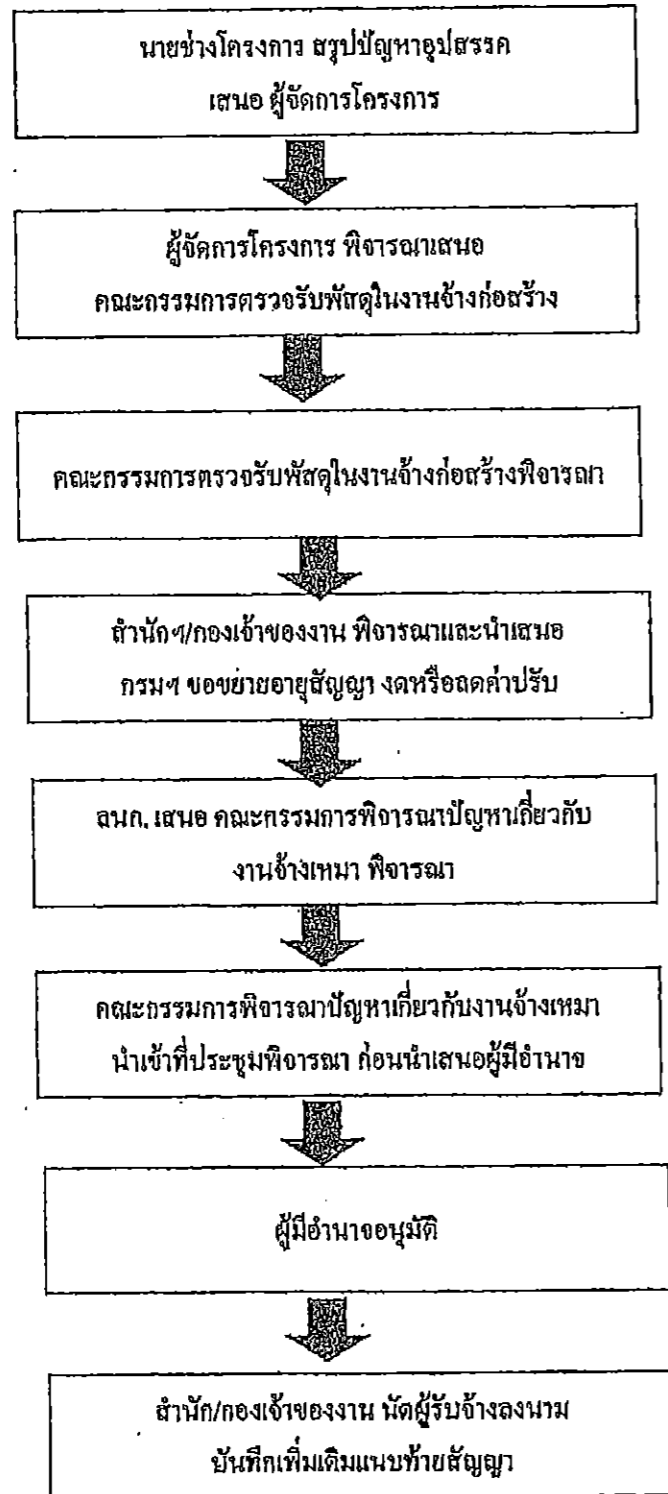 นายช่างโครงการ สรุปปัญหาอุปสรรค
เสนอ ผู้จัดการโครงการ
ผู้จัดการโครงการ พิจารณาเสนอ
คณะกรรมการตรวจรับพัสดุในงานจ้างก่อสร้าง
คณะกรรมการตรวจรับพัสดุในงานจ้างก่อสร้างพิจารณา
สำนักฯ/กองเจ้าของงาน พิจารณาและนำเสนอ
กรมฯ ขอขยายอายุสัญญา งดหรือลดค่าปรับ
ลนก. เสนอ คณะกรรมการพิจารณาปัญหาเกี่ยวกับ
งานจ้างเหมา พิจารณา
คณะกรรมการพิจารณาปัญหาเกี่ยวกับงานจ้างเหมา
นำเข้าที่ประชุมพิจารณา ก่อนนำเสนอผู้มีอำนาจ
ผู้มีอำนาจอนุมัติ
สำนัก/กองเจ้าของงาน นัดผู้รับจ้างลงนาม
บันทึกเพิ่มเติมแนบท้ายสัญญา